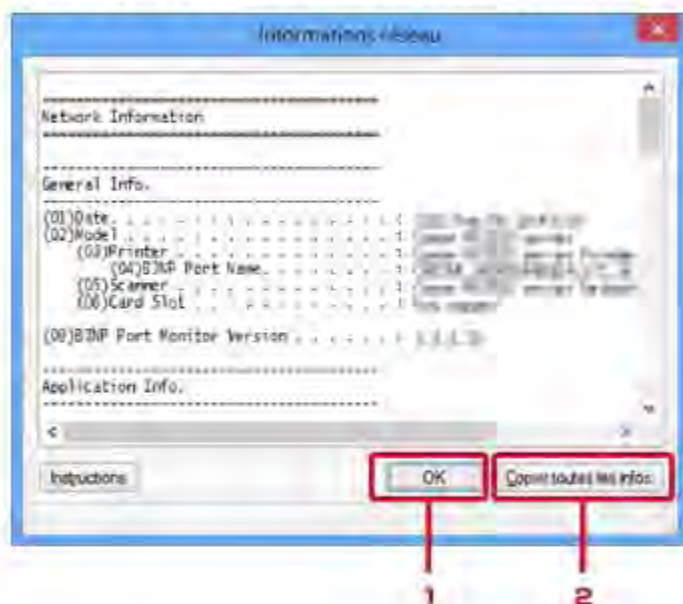 Informations réseau
Network Information
General Info.
(01)Date. . . . . . . . . . . . . . . . :
(02)Model . . . . . . . . . . . . . . . :
(03)Printer . . . . . . . . . . . . . :
(04)BJNP Port Name. . . . . . . . . :
(05)Scanner . . . . . . . . . . . . . :
(06)Card Slot . . . . . . . . . . . . :
(08)BJNP Port Monitor Version . . . . . :
Application Info.
Instructions
OK
Copier toutes les infos
1
2